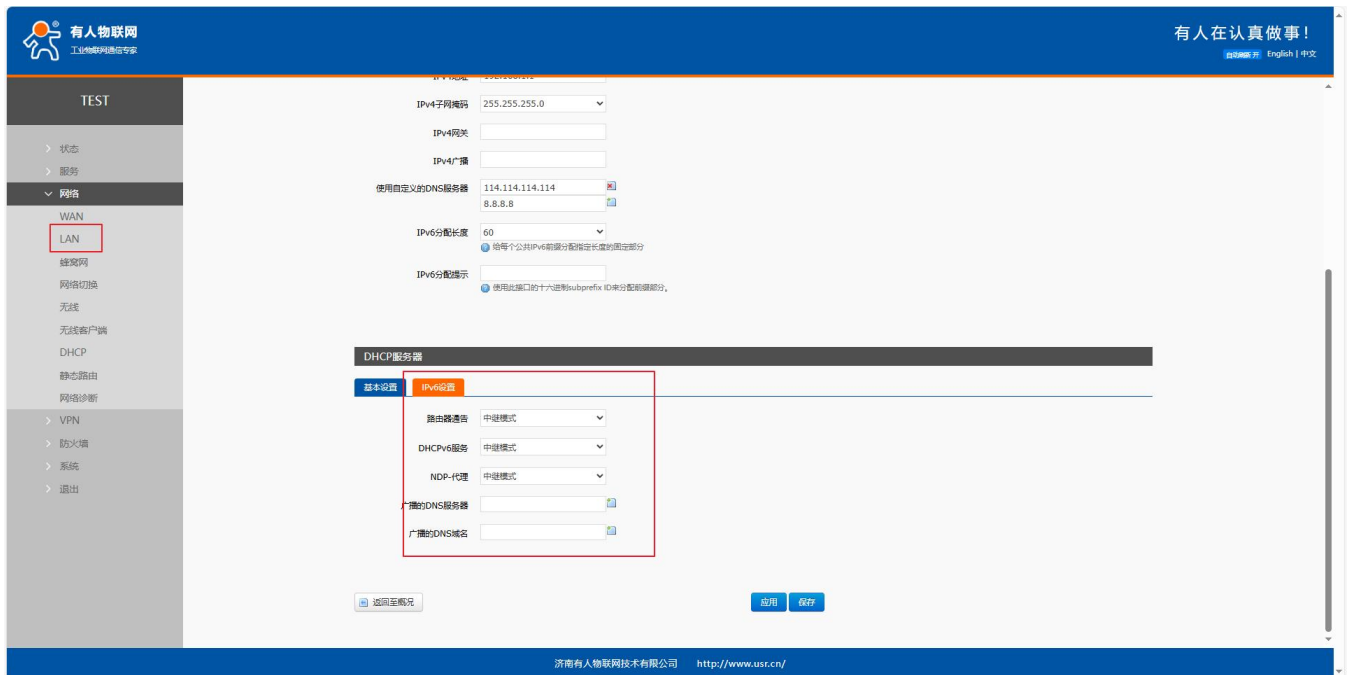 有人物联网
工业物联网通信专家
有人在认真做事！
自动刷新 开 English | 中文
TEST
状态
服务
网络
WAN
LAN
蜂窝网
网络切换
无线
无线客户端
DHCP
静态路由
网络诊断
VPN
防火墙
系统
退出
IPv4子网掩码 255.255.255.0
IPv4网关
IPv4广播
使用自定义的DNS服务器 114.114.114.114
8.8.8.8
IPv6分配长度 60
给每个公共IPv6前缀分配指定长度的固定部分
IPv6分配提示
使用此接口的十六进制subprefix ID来分配前缀部分。
DHCP服务器
基本设置 IPv6设置
路由器通告 中继模式
DHCPv6服务 中继模式
NDP-代理 中继模式
广播的DNS服务器
广播的DNS域名
返回至概况
应用 保存
济南有人物联网技术有限公司 http://www.usr.cn/